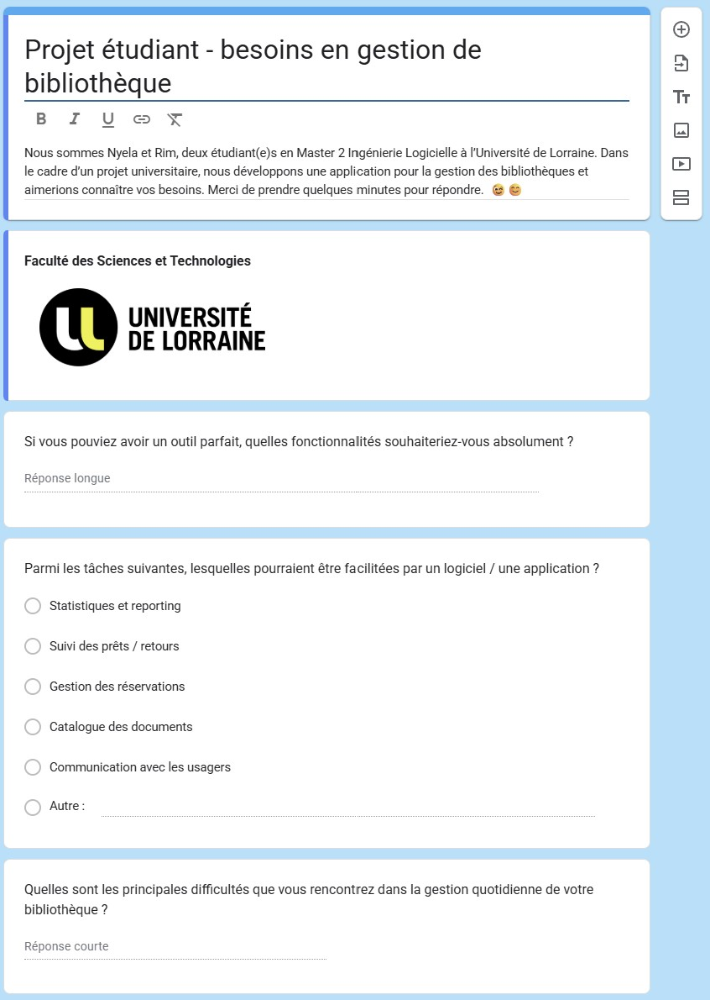 Projet étudiant - besoins en gestion de
bibliothèque
B I U
Nous sommes Nyela et Rim, deux étudiant(e)s en Master 2 Ingénierie Logicielle à l’Université de Lorraine. Dans
le cadre d’un projet universitaire, nous développons une application pour la gestion des bibliothèques et
aimerions connaître vos besoins. Merci de prendre quelques minutes pour répondre. 😉 😊
Faculté des Sciences et Technologies
UNIVERSITÉ
DE LORRAINE
Si vous pouviez avoir un outil parfait, quelles fonctionnalités souhaiteriez-vous absolument ?
Réponse longue
Parmi les tâches suivantes, lesquelles pourraient être facilitées par un logiciel / une application ?
Statistiques et reporting
Suivi des prêts / retours
Gestion des réservations
Catalogue des documents
Communication avec les usagers
Autre :
Quelles sont les principales difficultés que vous rencontrez dans la gestion quotidienne de votre
bibliothèque ?
Réponse courte